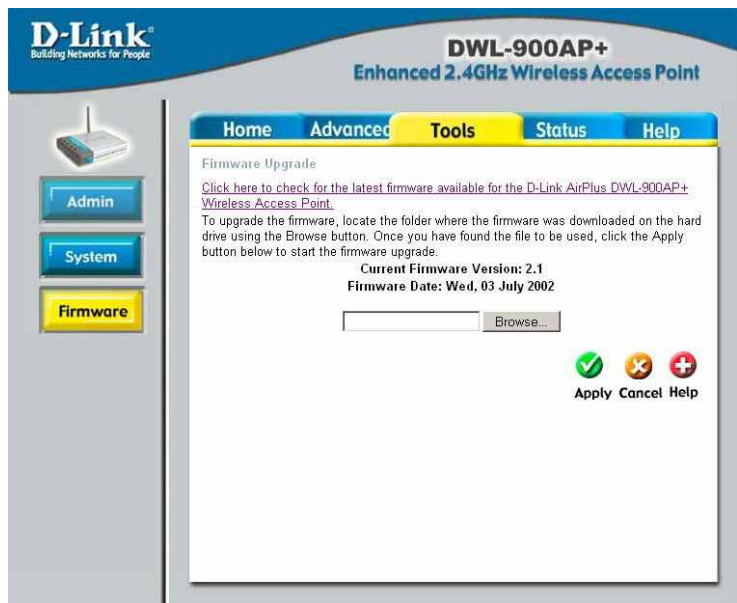 D-Link
Building Networks for People
DWL-900AP+
Enhanced 2.4GHz Wireless Access Point
Home Advanced Tools Status Help
Admin
System
Firmware
Firmware Upgrade
Click here to check for the latest firmware available for the D-Link AirPlus DWL-900AP+
Wireless Access Point.
To upgrade the firmware, locate the folder where the firmware was downloaded on the hard
drive using the Browse button. Once you have found the file to be used, click the Apply
button below to start the firmware upgrade.
Current Firmware Version: 2.1
Firmware Date: Wed, 03 July 2002
Browse...
Apply Cancel Help